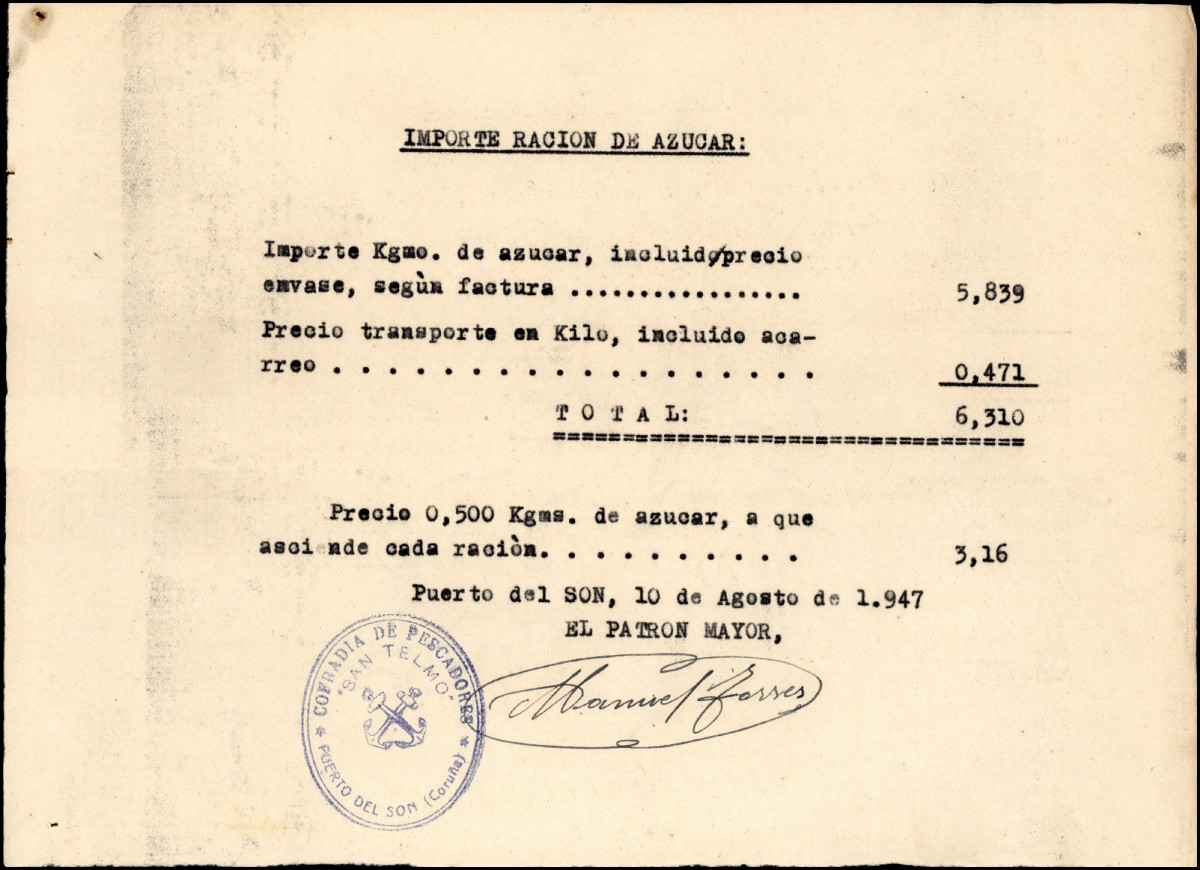 IMPORTE RACION DE AZUCAR:
Importe Kgmo. de azucar, incluido/precio
envase, segùn factura ................. 5,839
Precio transporte en Kilo, incluido aca-
rreo . . . . . . . . . . . . . . . . . . 0,471
T O T A L: 6,310
==================================
Precio 0,500 Kgms. de azucar, a que
asciende cada raciòn. . . . . . . . . . 3,16
Puerto del SON, 10 de Agosto de 1.947
EL PATRON MAYOR,
COFRADIA DE PESCADORES
"SAN TELMO"
* PUERTO DEL SON (Coruña) *
Manuel Torres